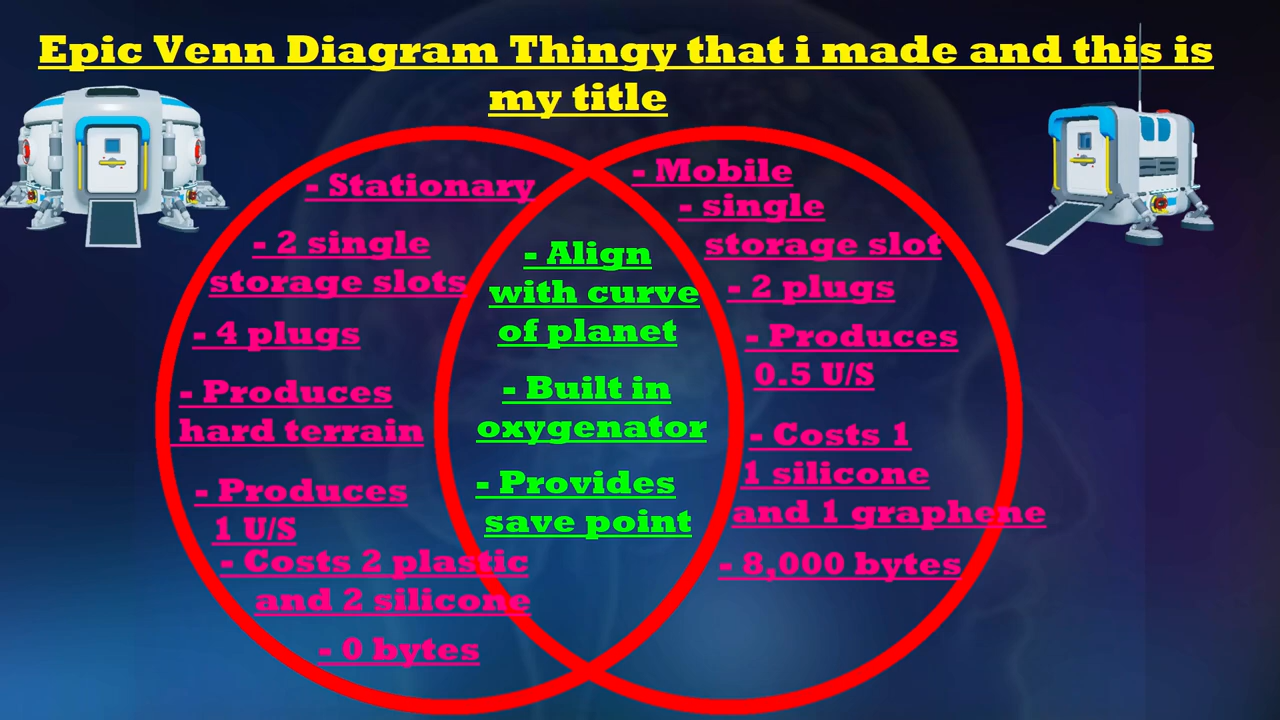 Epic Venn Diagram Thingy that i made and this is
my title
- Stationary
- 2 single
storage slots
- 4 plugs
- Produces
hard terrain
- Produces
1 U/S
- Costs 2 plastic
and 2 silicone
- 0 bytes
- Align
with curve
of planet
- Built in
oxygenator
- Provides
save point
- Mobile
- single
storage slot
- 2 plugs
- Produces
0.5 U/S
- Costs 1
1 silicone
and 1 graphene
- 8,000 bytes